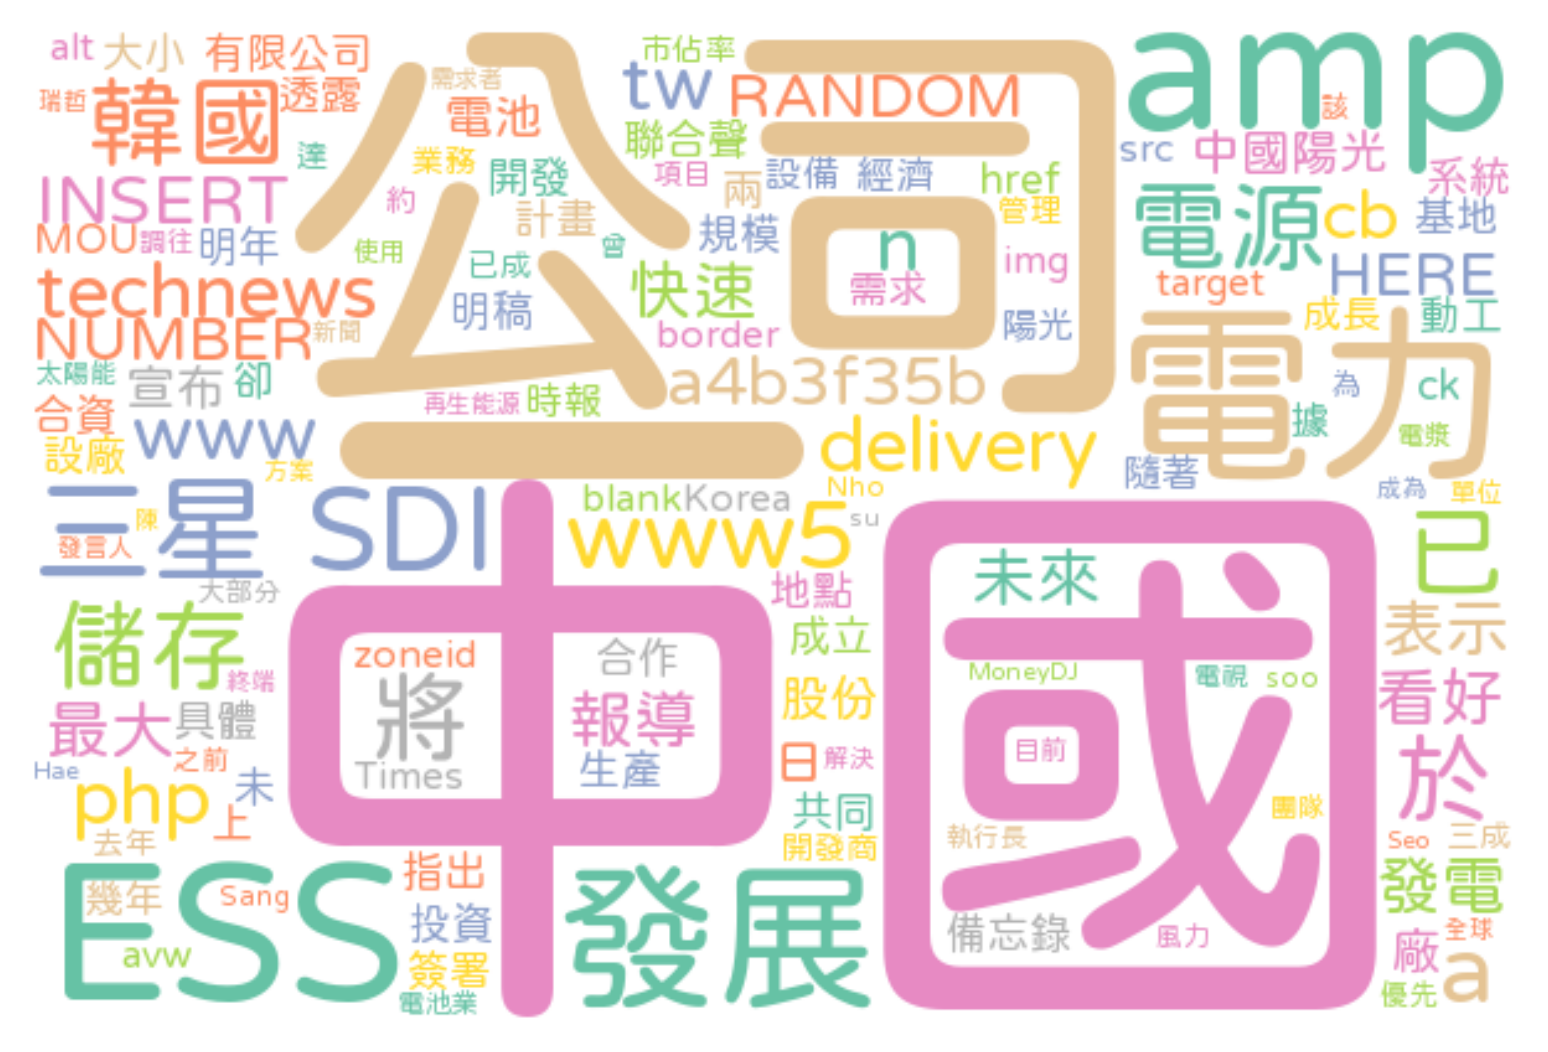 alt
大小
有限公司
市佔率
需求者
公司
amp
tw
RANDOM
瑞哲
韓國
透露
電池
該
聯合聲
src
中國陽光
達
業務
開發
項目
兩
設備
經濟
href
系統
INSERT
約
計畫
管理
電源
cb
基地
MOU
調往
明年
使用
已成
曾
規模
n
需求
img
HERE
technews
明稿
快速
target
NUMBER
新聞
border
陽光
成長
動工
太陽能
宣布
卻
a4b3f35b
電力
為
ck
合資
再生能源
時報
據
電漿
設廠
www
方案
delivery
隨著
三星
SDI
陳
發言人
blank
Korea
Nho
www5
su
成為
單位
大部分
中國
未來
已
儲存
終端
地點
成立
表示
zoneid
合作
MoneyDJ
電視
soo
最大
具體
將
報導
股份
看好
之前
Times
生產
日
解決
目前
於
Hae
php
未
上
共同
團隊
去年
開發商
執行長
Seo
三成
ESS
幾年
Sang
指出
發展
發電
avw
投資
備忘錄
風力
全球
簽署
廠
a
電池業
優先